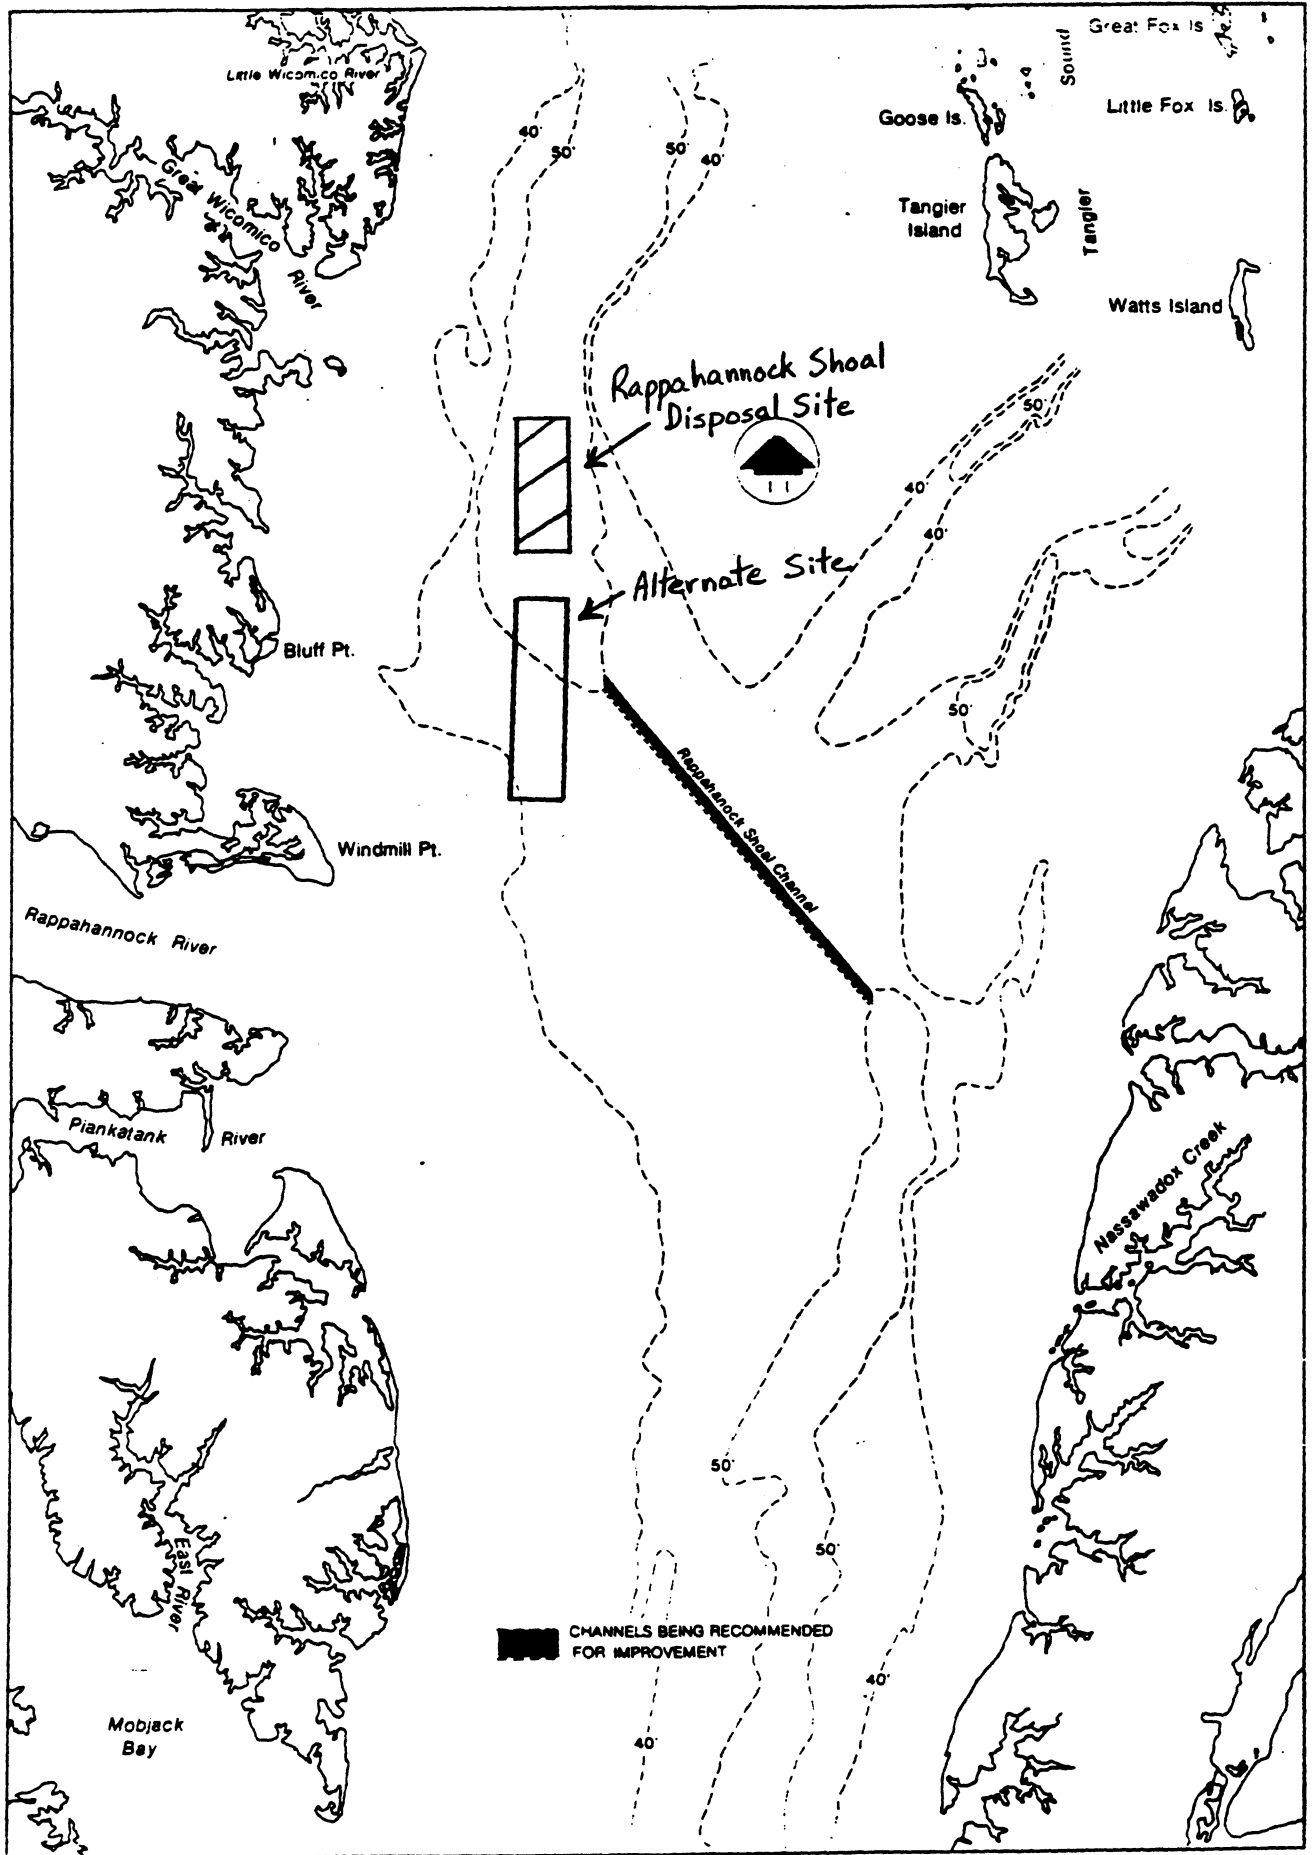 Great Fox Is
Little Wicomico River
Sound
Goose Is.
Little Fox Is.
40'
50'
50'
40'
Great Wicomico
River
Tangier
Island
Tangier
Watts Island
Rappahannock Shoal
Disposal Site
50'
40'
40'
Alternate Site
Bluff Pt.
50'
Rappahannock Shoal Channel
Windmill Pt.
Rappahannock River
Piankatank
River
Nassawadox Creek
50'
50'
East River
CHANNELS BEING RECOMMENDED
FOR IMPROVEMENT
40'
Mobjack
Bay
40'